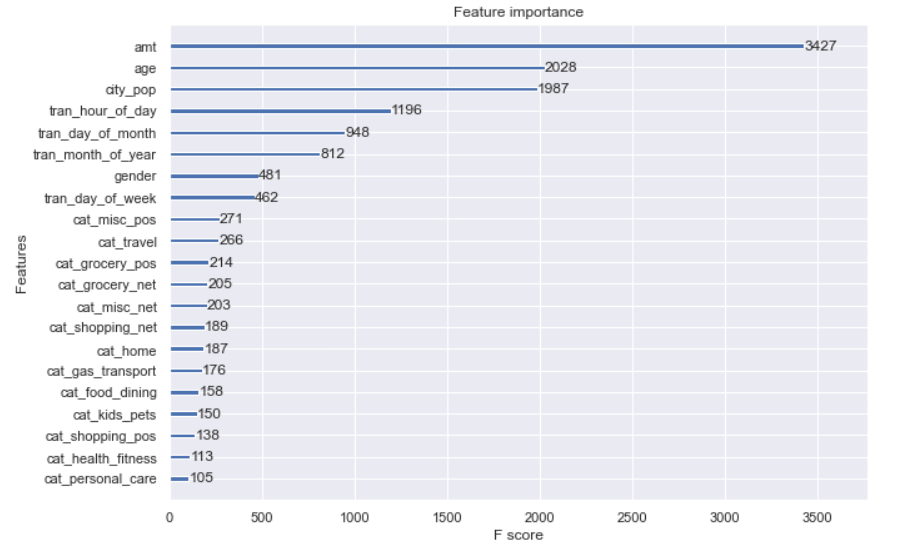 Feature importance
amt 3427
age 2028
city_pop 1987
tran_hour_of_day 1196
tran_day_of_month 948
tran_month_of_year 812
gender 481
tran_day_of_week 462
cat_misc_pos 271
cat_travel 266
cat_grocery_pos 214
cat_grocery_net 205
cat_misc_net 203
cat_shopping_net 189
cat_home 187
cat_gas_transport 176
cat_food_dining 158
cat_kids_pets 150
cat_shopping_pos 138
cat_health_fitness 113
cat_personal_care 105
Features
0 500 1000 1500 2000 2500 3000 3500
F score